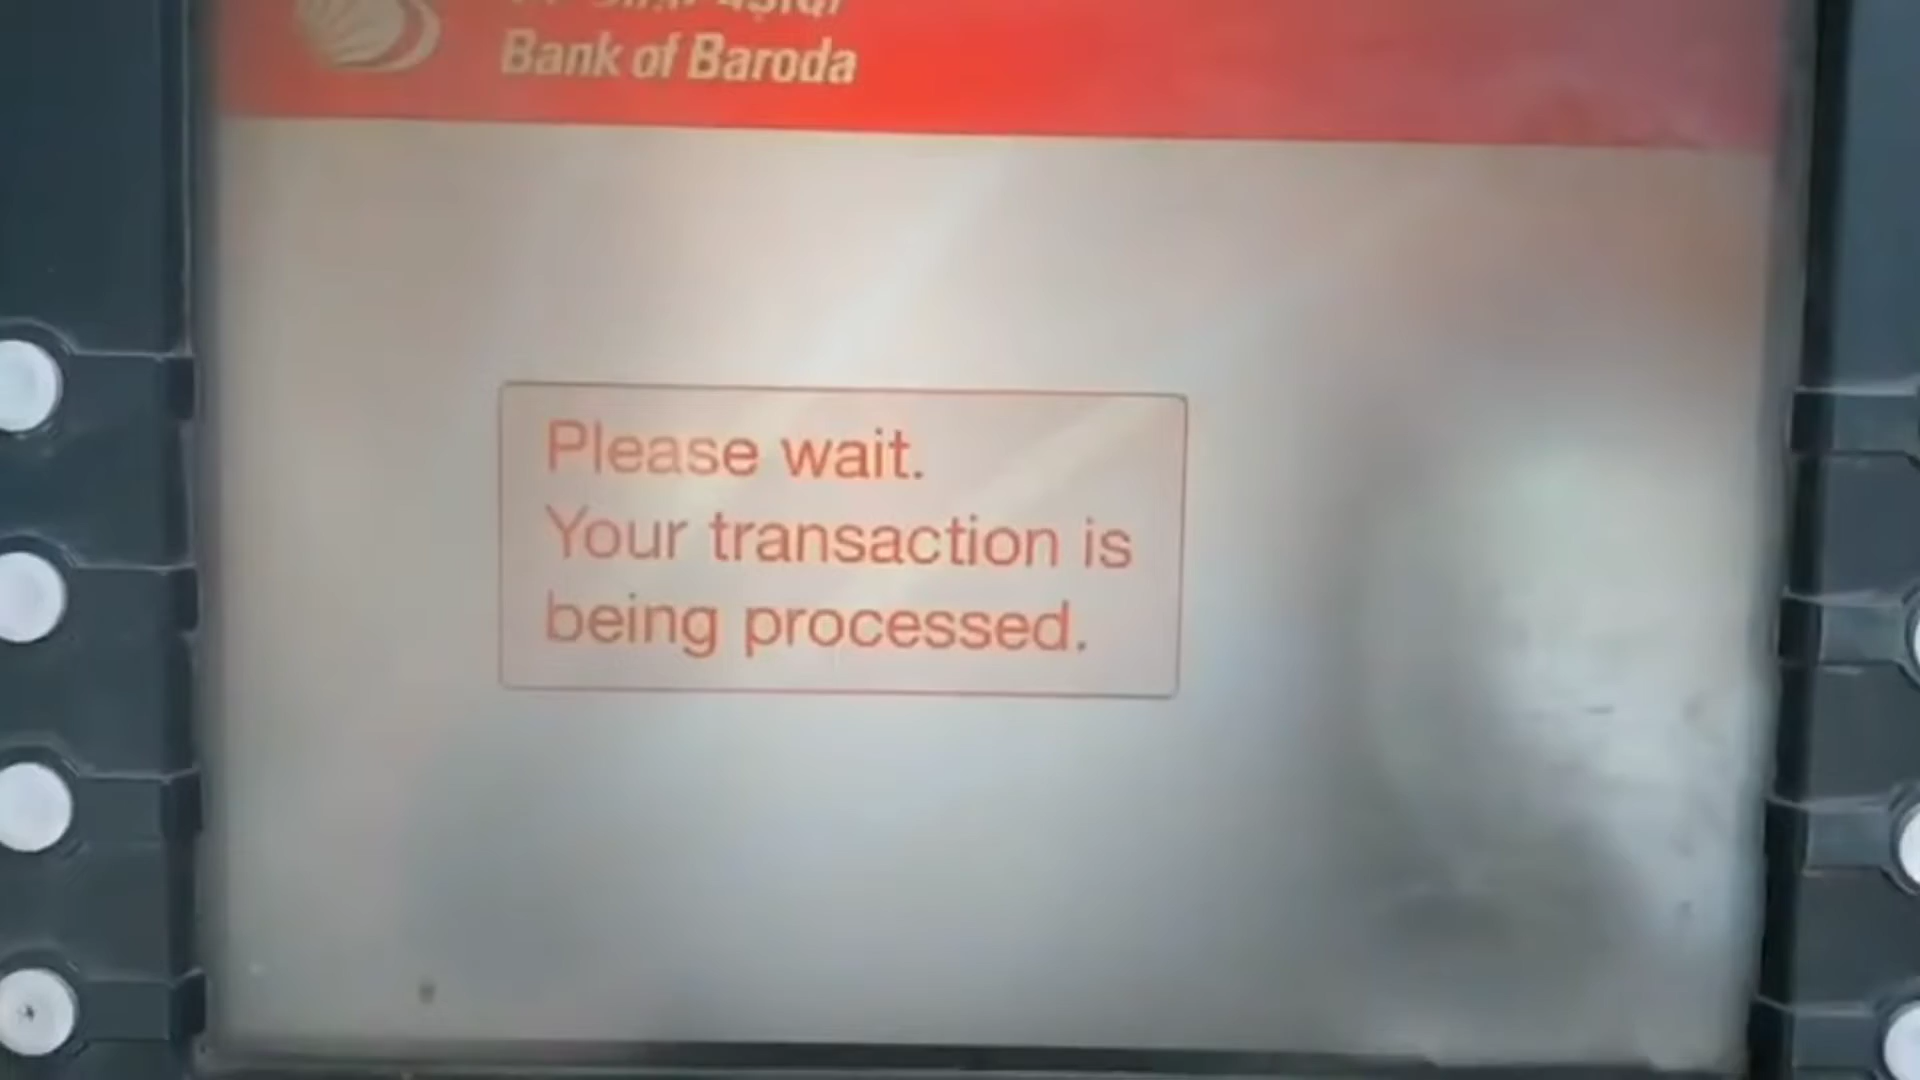 Bank of Baroda
Please wait.
Your transaction is
being processed.